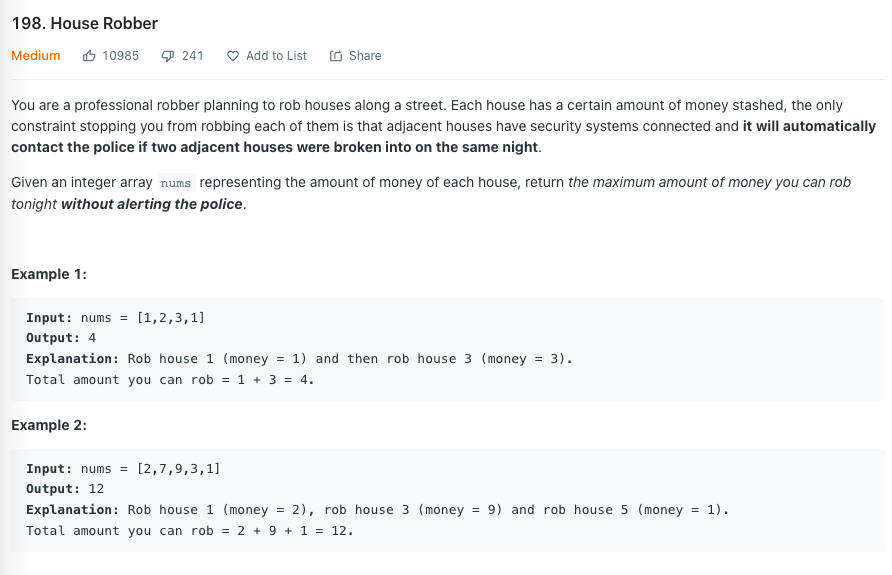 198. House Robber
Medium 10985 241 Add to List Share
You are a professional robber planning to rob houses along a street. Each house has a certain amount of money stashed, the only
constraint stopping you from robbing each of them is that adjacent houses have security systems connected and it will automatically
contact the police if two adjacent houses were broken into on the same night.
Given an integer array nums representing the amount of money of each house, return the maximum amount of money you can rob
tonight without alerting the police.
Example 1:
Input: nums = [1,2,3,1]
Output: 4
Explanation: Rob house 1 (money = 1) and then rob house 3 (money = 3).
Total amount you can rob = 1 + 3 = 4.
Example 2:
Input: nums = [2,7,9,3,1]
Output: 12
Explanation: Rob house 1 (money = 2), rob house 3 (money = 9) and rob house 5 (money = 1).
Total amount you can rob = 2 + 9 + 1 = 12.